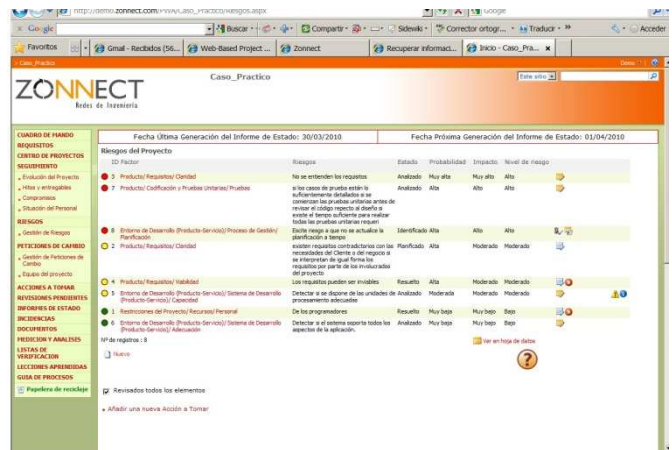 http://demo.zonnect.com/PWA/Caso_Practico/Riesgos.aspx
Google
Buscar
Compartir
Sidewiki
Corrector ortogr...
Traducir
Acceder
Favoritos
Gmail - Recibidos (56...
Web-Based Project ...
Zonnect
Recuperar informaci...
Inicio - Caso_Pra...
Caso_Practico
Demo
ZONNECT
Redes de Ingeniería
Caso_Practico
Este sitio
CUADRO DE MANDO
REQUISITOS
CENTRO DE PROYECTOS
SEGUIMIENTO
Evolución del Proyecto
Hitos y entregables
Compromisos
Situación del Personal
RIESGOS
Gestión de Riesgos
PETICIONES DE CAMBIO
Gestión de Peticiones de
Cambio
Equipo del proyecto
ACCIONES A TOMAR
REVISIONES PENDIENTES
INFORMES DE ESTADO
INCIDENCIAS
DOCUMENTOS
MEDICION Y ANALISIS
LISTAS DE
VERIFICACION
LECCIONES APRENDIDAS
GUIA DE PROCESOS
Papelera de reciclaje
Fecha Última Generación del Informe de Estado: 30/03/2010 Fecha Próxima Generación del Informe de Estado: 01/04/2010
Riesgos del Proyecto
ID Factor Riesgos Estado Probabilidad Impacto Nivel de riesgo
3 Producto/ Requisitos/ Claridad No se entienden los requisitos Analizado Muy alta Muy alto Alto
7 Producto/ Codificación y Pruebas Unitarias/ Pruebas si los casos de prueba están lo Analizado Alta Alto Alto
suficientemente detallados si se
comienzan las pruebas unitarias antes de
revisar el código respecto al diseño si
existe el tiempo suficiente para realizar
todas las pruebas unitarias requeri
8 Entorno de Desarrollo (Producto-Servicio)/ Proceso de Gestión/ Existe riesgo a que no se actualice la Identificado Alta Alto Alto
Planificación planificación a tiempo
2 Producto/ Requisitos/ Claridad existen requisitos contradictorios con las Planificado Alta Moderado Moderado
necesidades del Cliente o del negocio o
se interpretan de igual forma los
requisitos por parte de los involucrados
del proyecto
4 Producto/ Requisitos/ Viabilidad Los requisitos pueden ser inviables Resuelto Alta Moderado Moderado
5 Entorno de Desarrollo (Producto-Servicio)/ Sistema de Desarrollo Detectar si se dispone de las unidades de Analizado Moderada Moderado Moderado
(Producto-Servicio)/ Capacidad procesamiento adecuadas
1 Restricciones del Proyecto/ Recursos/ Personal De los programadores Resuelto Muy baja Muy bajo Bajo
6 Entorno de Desarrollo (Producto-Servicio)/ Sistema de Desarrollo Detectar si el sistema soporta todos los Analizado Muy baja Muy bajo Bajo
(Producto-Servicio)/ Adecuación aspectos de la aplicación.
Nº de registros : 8 Ver en hoja de datos
Nuevo
Revisados todos los elementos
Añadir una nueva Acción a Tomar